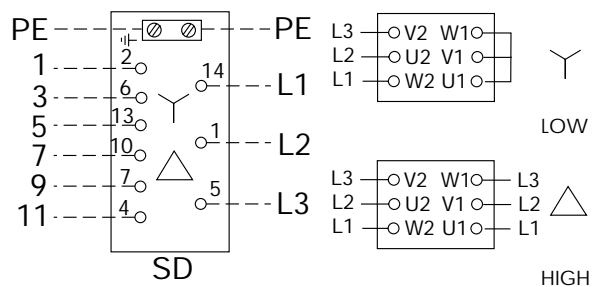 PE PE
1 2 14 L1
3 6
5 13
7 10 1 L2
9 7
11 4 5 L3
SD
L3 V2 W1
L2 U2 V1
L1 W2 U1
LOW
L3 V2 W1 L3
L2 U2 V1 L2
L1 W2 U1 L1
HIGH